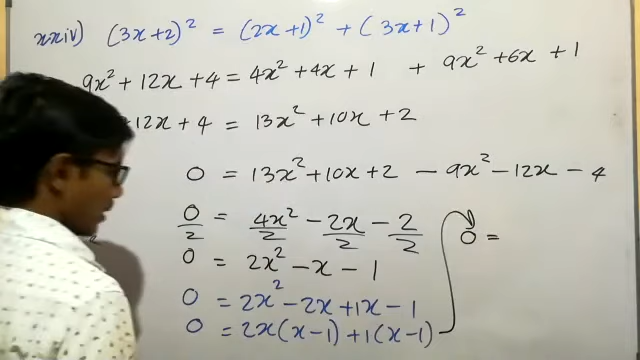 xxiv) (3x+2)² = (2x+1)² + (3x+1)²
9x² + 12x + 4 = 4x² + 4x + 1 + 9x² + 6x + 1
+ 12x + 4 = 13x² + 10x + 2
0 = 13x² + 10x + 2 - 9x² - 12x - 4
0/2 = 4x²/2 - 2x/2 - 2/2
0 = 2x² - x - 1
0 = 2x² - 2x + 1x - 1
0 = 2x(x-1) + 1(x-1)
0 =